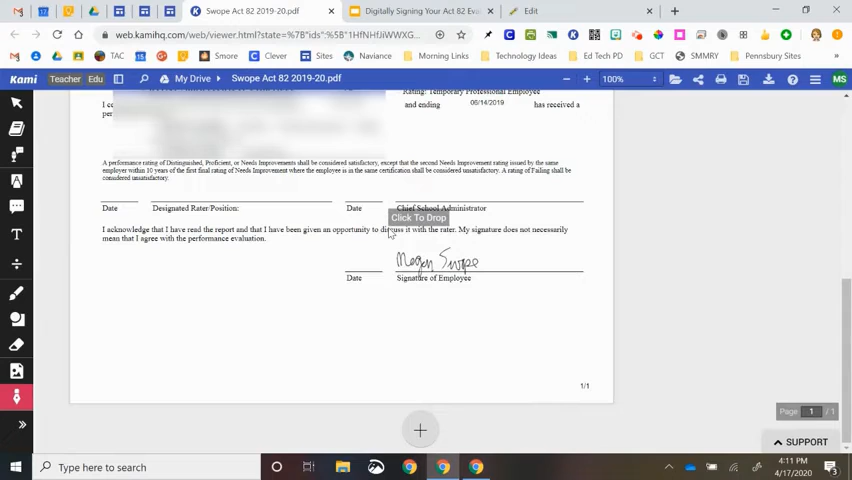 Swope Act 82 2019-20.pdf
Digitally Signing Your Act 82 Eva
Edit
web.kamihq.com/web/viewer.html?state=%7B"ids"%5B"1HfNHfJjiWWXG...
TAC
Smore
Clever
Sites
Naviance
Morning Links
Technology Ideas
Ed Tech PD
GCT
SMMRY
Pennsbury Sites
Kami
Teacher
Edu
My Drive
Swope Act 82 2019-20.pdf
100%
MS
Rating: Temporary Professional Employee
and ending 06/14/2019 has received a
A performance rating of Distinguished, Proficient, or Needs Improvements shall be considered satisfactory, except that the second Needs Improvement rating issued by the same
employer within 10 years of the first final rating of Needs Improvement where the employee is in the same certification shall be considered unsatisfactory. A rating of Failing shall be
considered unsatisfactory.
Date
Designated Rater/Position:
Date
Chief School Administrator
Click To Drop
I acknowledge that I have read the report and that I have been given an opportunity to discuss it with the rater. My signature does not necessarily
mean that I agree with the performance evaluation.
Megan Swope
Date
Signature of Employee
1/1
Page 1 / 1
SUPPORT
Type here to search
4:11 PM
4/17/2020
3